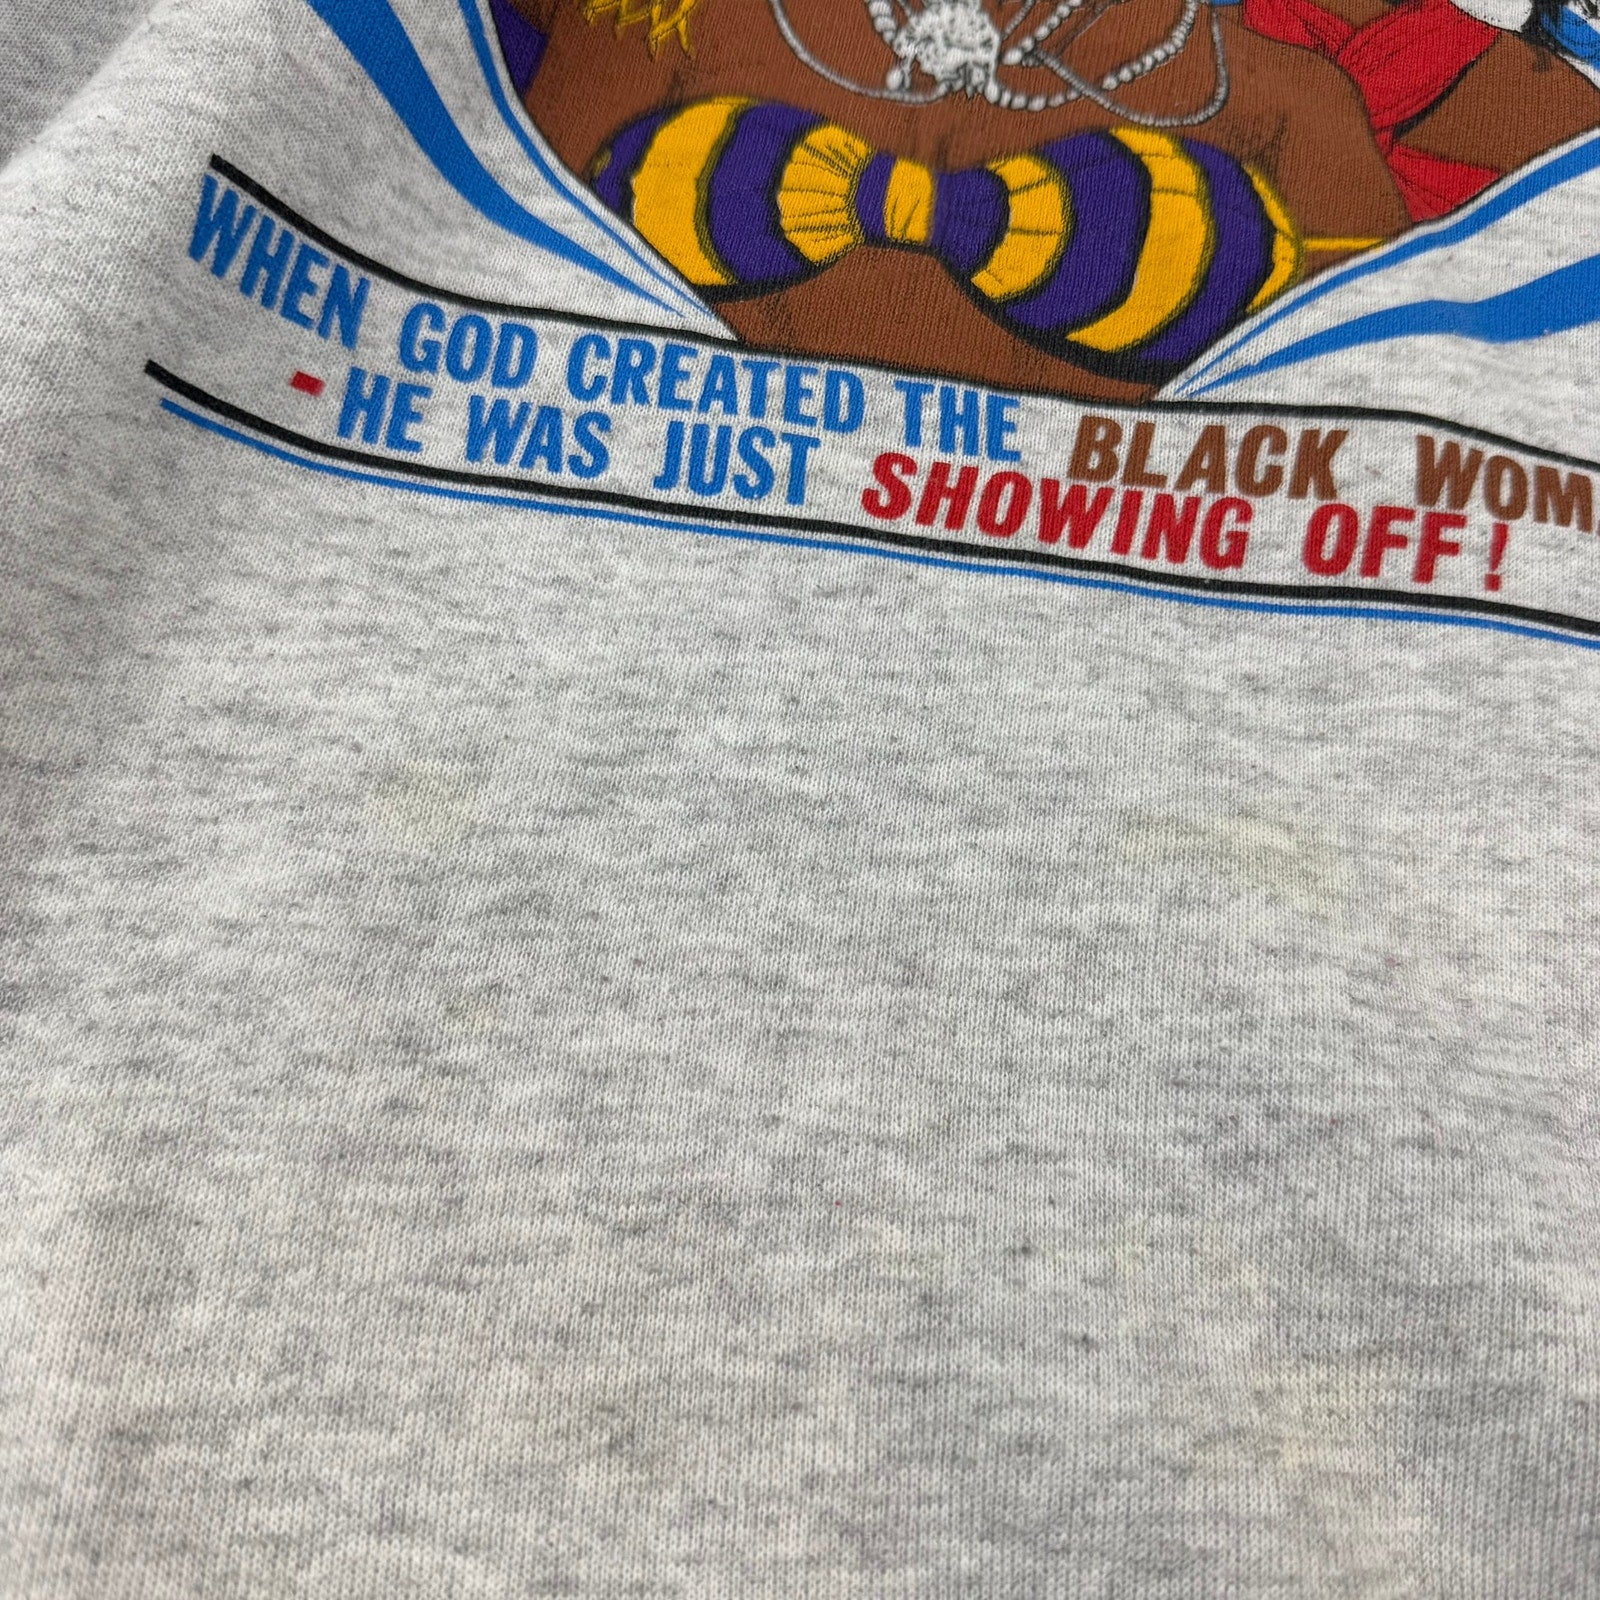 WHEN GOD CREATED THE BLACK WOM
- HE WAS JUST SHOWING OFF!